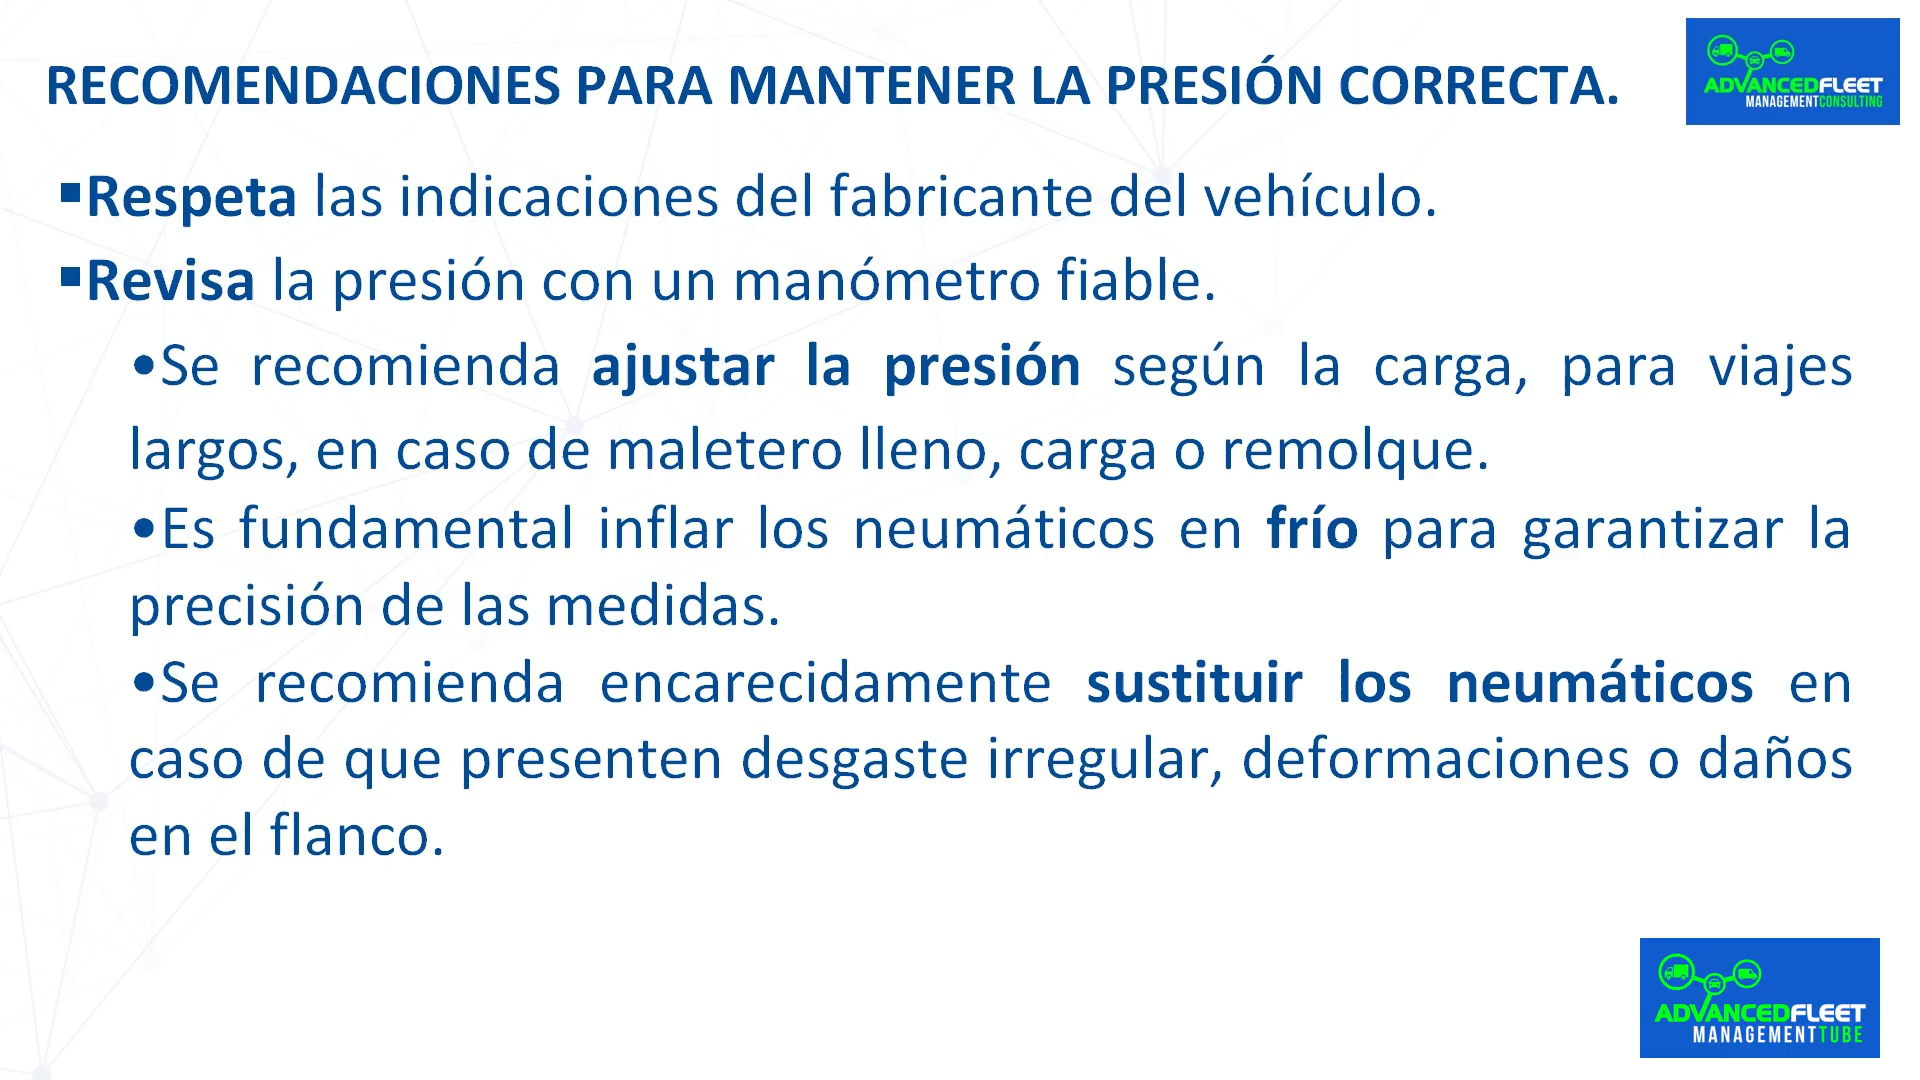 RECOMENDACIONES PARA MANTENER LA PRESIÓN CORRECTA.
ADVANCEDFLEET
MANAGEMENTCONSULTING
▪Respeta las indicaciones del fabricante del vehículo.
▪Revisa la presión con un manómetro fiable.
•Se recomienda ajustar la presión según la carga, para viajes
largos, en caso de maletero lleno, carga o remolque.
•Es fundamental inflar los neumáticos en frío para garantizar la
precisión de las medidas.
•Se recomienda encarecidamente sustituir los neumáticos en
caso de que presenten desgaste irregular, deformaciones o daños
en el flanco.
ADVANCEDFLEET
MANAGEMENTTUBE